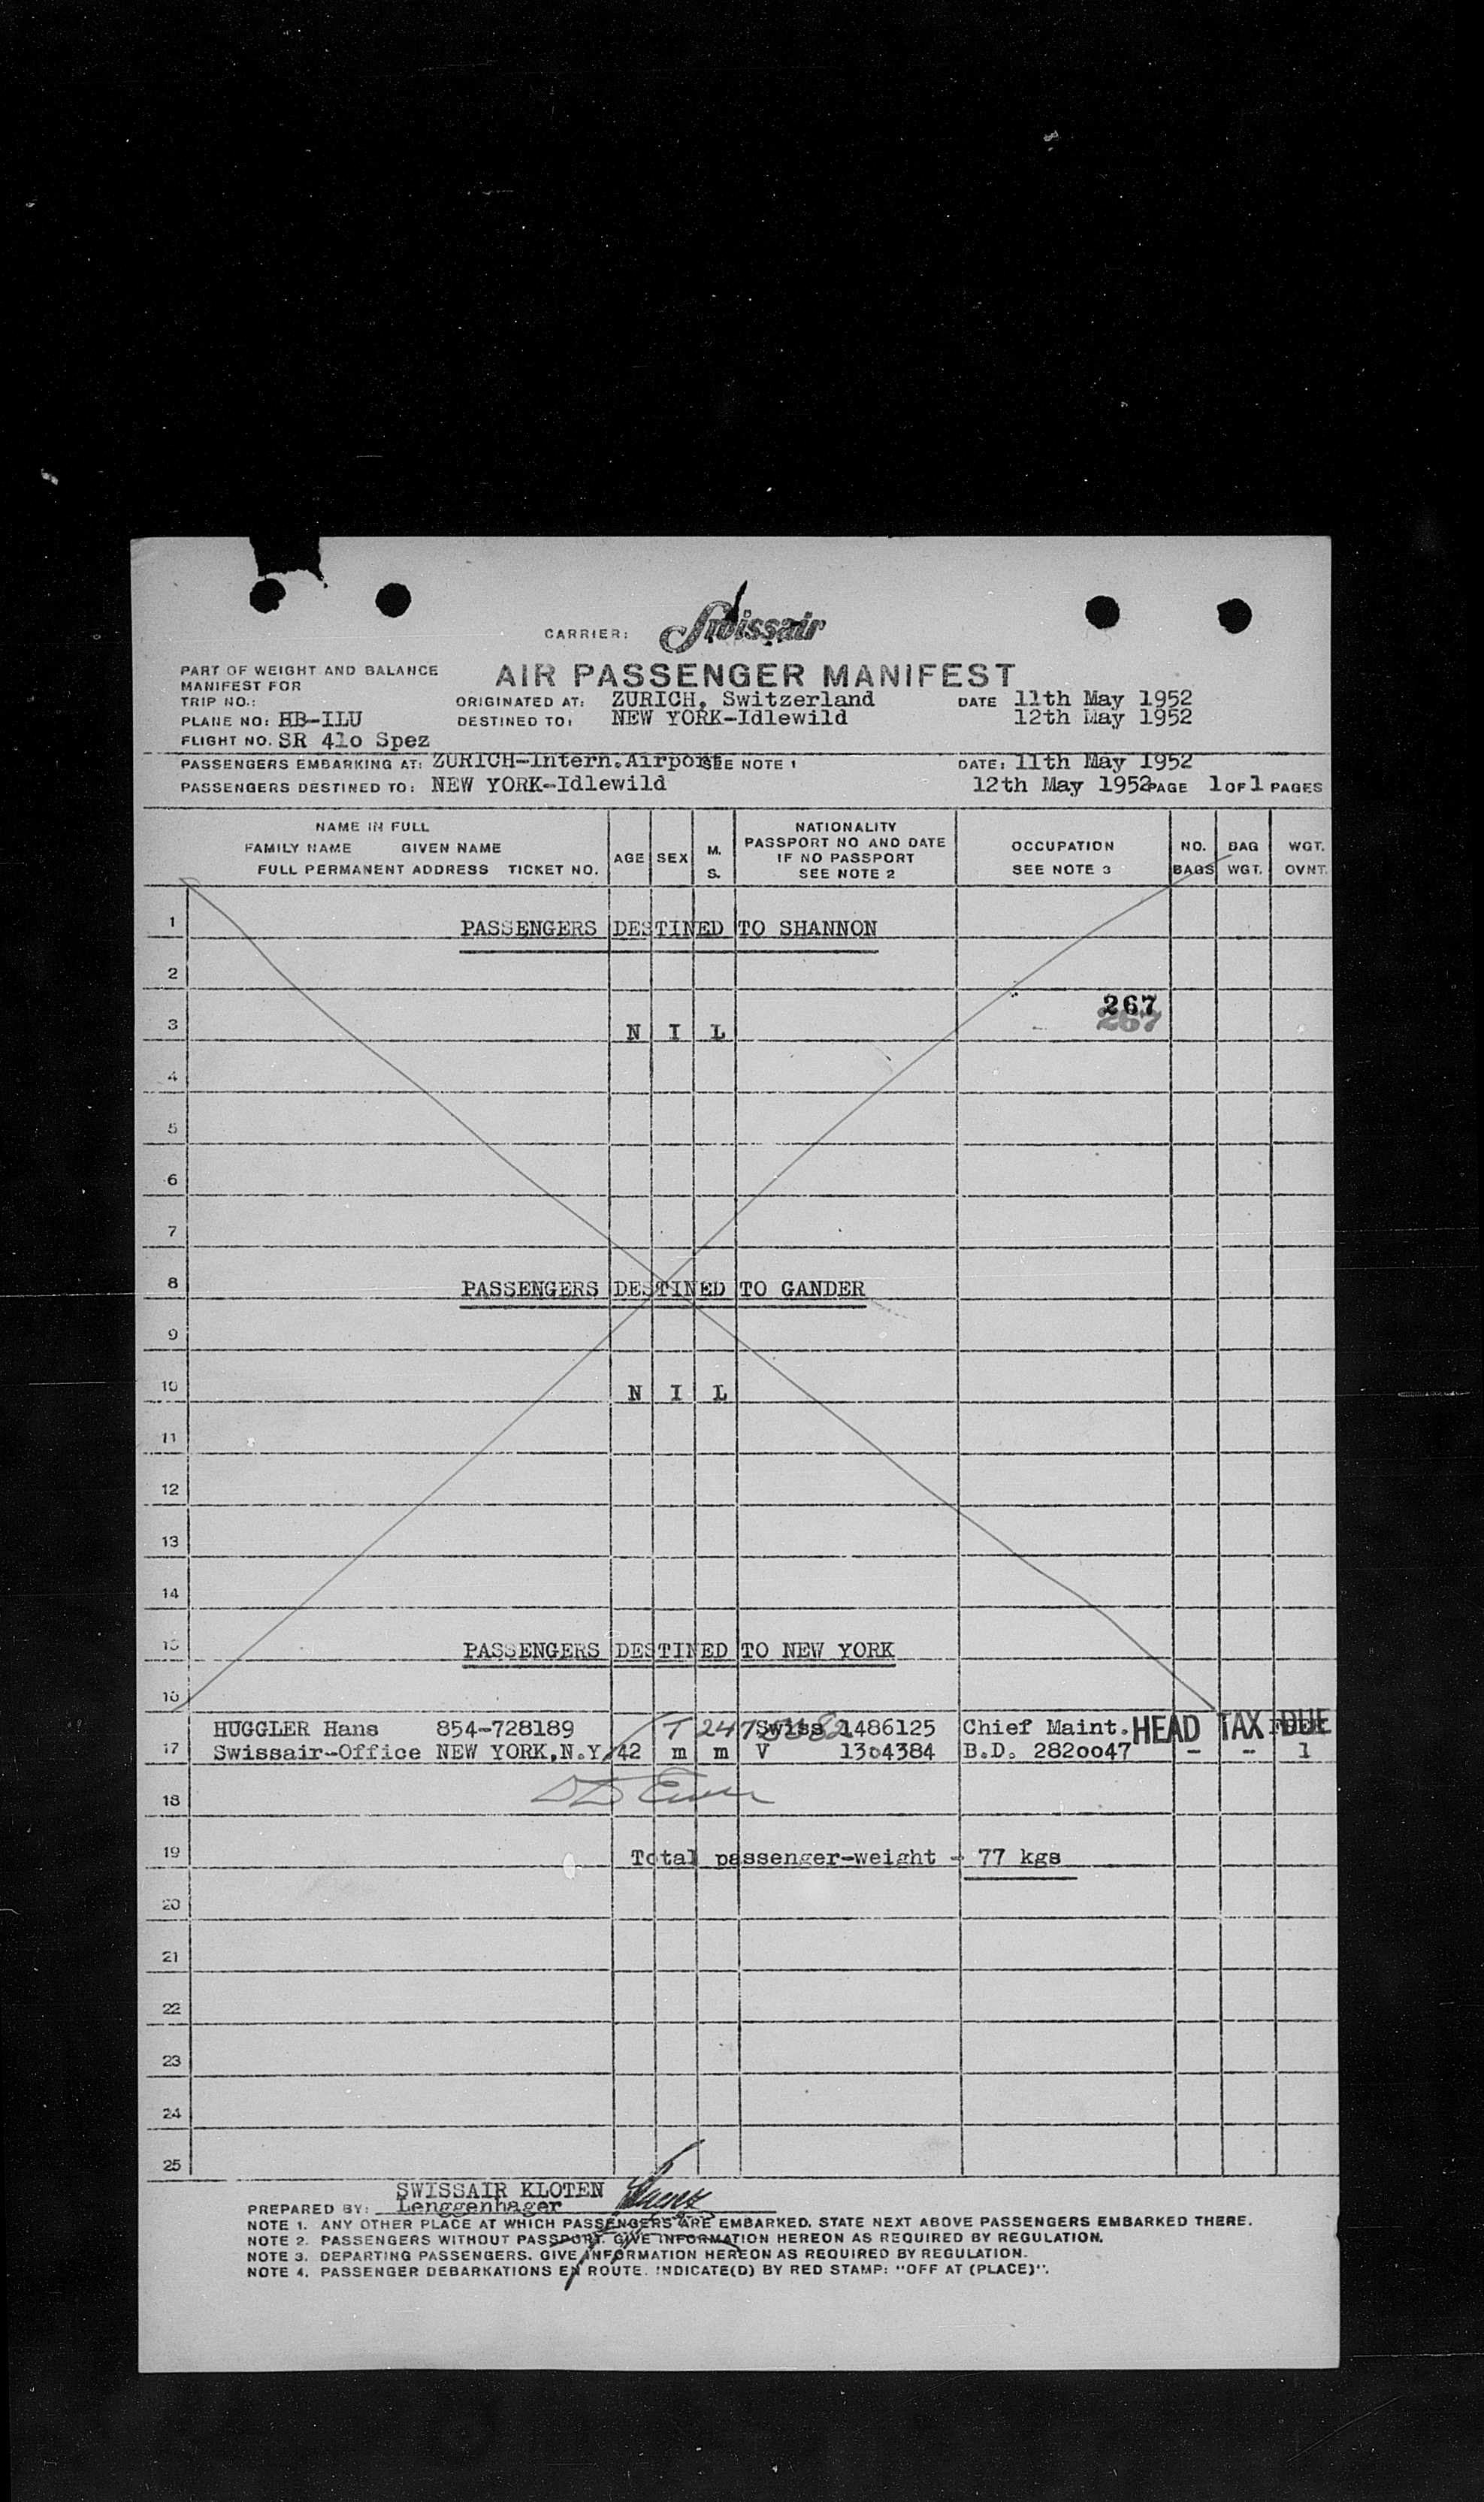 CARRIER: Swissair
AIR PASSENGER MANIFEST
PART OF WEIGHT AND BALANCE
MANIFEST FOR
TRIP NO.: ORIGINATED AT: ZURICH, Switzerland DATE 11th May 1952
PLANE NO: HB-ILU DESTINED TO: NEW YORK-Idlewild 12th May 1952
FLIGHT NO. SR 41o Spez
PASSENGERS EMBARKING AT: ZURICH-Intern.Airport SEE NOTE 1 DATE: 11th May 1952
PASSENGERS DESTINED TO: NEW YORK-Idlewild 12th May 1952 PAGE 1 OF 1 PAGES
NAME IN FULL
FAMILY NAME GIVEN NAME
FULL PERMANENT ADDRESS TICKET NO.
AGE
SEX
M.
S.
NATIONALITY
PASSPORT NO AND DATE
IF NO PASSPORT
SEE NOTE 2
OCCUPATION
SEE NOTE 3
NO.
BAGS
BAG
WGT.
WGT.
OVNT.
1 PASSENGERS DESTINED TO SHANNON
2
267
267
3 N I L
4
5
6
7
8 PASSENGERS DESTINED TO GANDER
9
10 N I L
11
12
13
14
15 PASSENGERS DESTINED TO NEW YORK
16
HUGGLER Hans 854-728189 Swiss 1486125 Chief Maint. HEAD TAX DUE
17 Swissair-Office NEW YORK,N.Y. 42 m m V 13o4384 B.D. 282oo47 - - 1
18
19 Total passenger-weight - 77 kgs
20
21
22
23
24
25
SWISSAIR KLOTEN
PREPARED BY: Lenggenhager
NOTE 1. ANY OTHER PLACE AT WHICH PASSENGERS ARE EMBARKED. STATE NEXT ABOVE PASSENGERS EMBARKED THERE.
NOTE 2. PASSENGERS WITHOUT PASSPORT. GIVE INFORMATION HEREON AS REQUIRED BY REGULATION.
NOTE 3. DEPARTING PASSENGERS. GIVE INFORMATION HEREON AS REQUIRED BY REGULATION.
NOTE 4. PASSENGER DEBARKATIONS EN ROUTE. INDICATE(D) BY RED STAMP: "OFF AT (PLACE)".